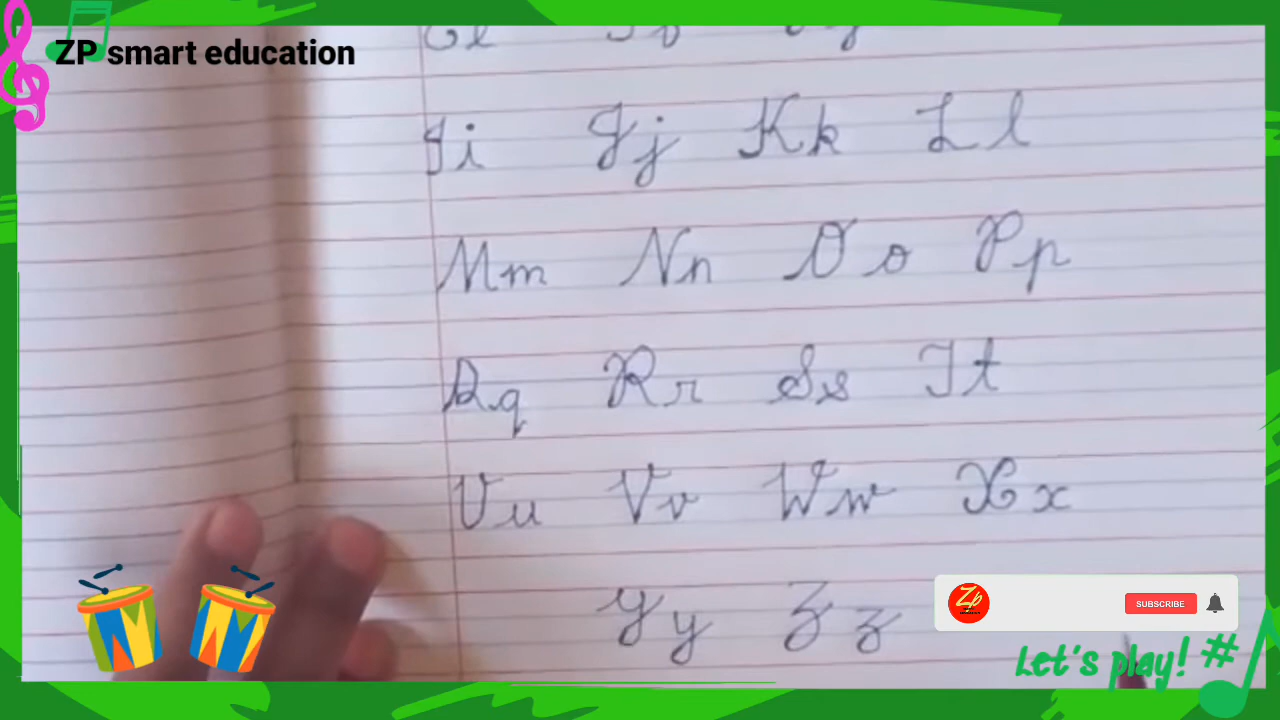 ZP smart education
Ii Jj Kk Ll
Mm Nn Oo Pp
Qq Rr Ss Tt
Uu Vv Ww Xx
Yy Zz
Zp
SUBSCRIBE
Let's play! #